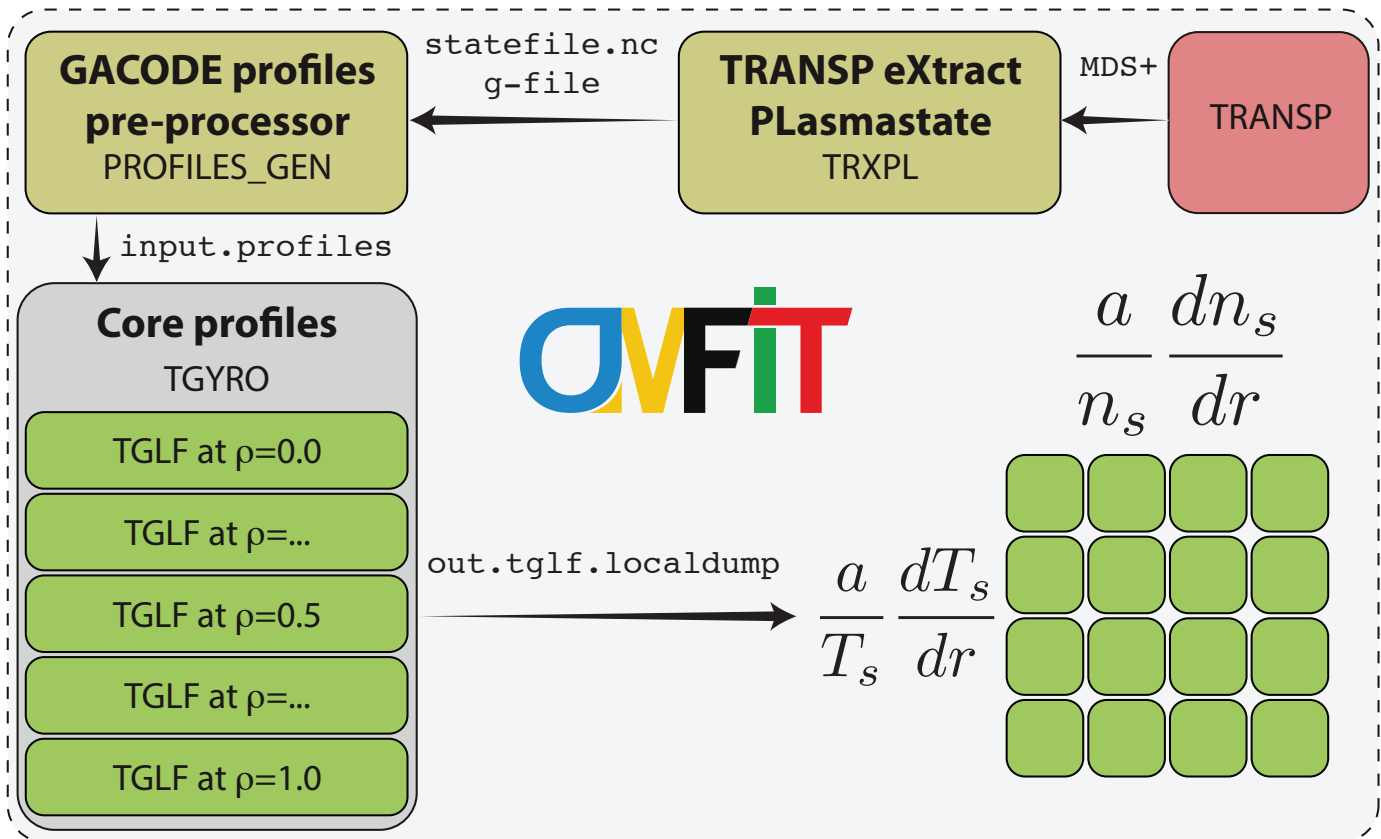 GACODE profiles
pre-processor
PROFILES_GEN
statefile.nc
g-file
TRANSP eXtract
PLasmastate
TRXPL
MDS+
TRANSP
input.profiles
Core profiles
TGYRO
TGLF at ρ=0.0
TGLF at ρ=...
TGLF at ρ=0.5
TGLF at ρ=...
TGLF at ρ=1.0
OMFiT
out.tglf.localdump
a dn_s
n_s dr
a dT_s
T_s dr